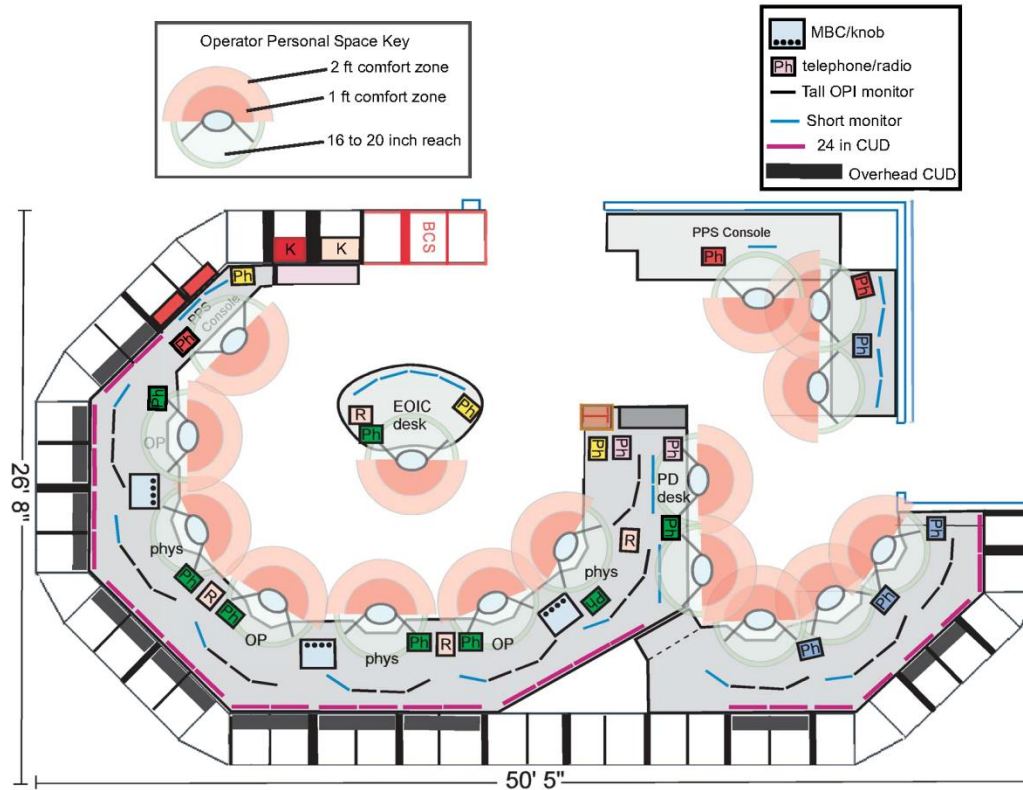 Operator Personal Space Key
2 ft comfort zone
1 ft comfort zone
16 to 20 inch reach
MBC/knob
Ph telephone/radio
Tall OPI monitor
Short monitor
24 in CUD
Overhead CUD
K
K
BCS
PPS Console
Ph
Ph
Ph
Ph
PPS
Console
Ph
Ph
OP
EOIC
desk
R
Ph
Ph
Ph
Ph
Ph
PD
desk
Ph
R
phys
Ph
R
Ph
OP
phys
Ph
R
Ph
OP
phys
Ph
Ph
Ph
Ph
26' 8"
50' 5"